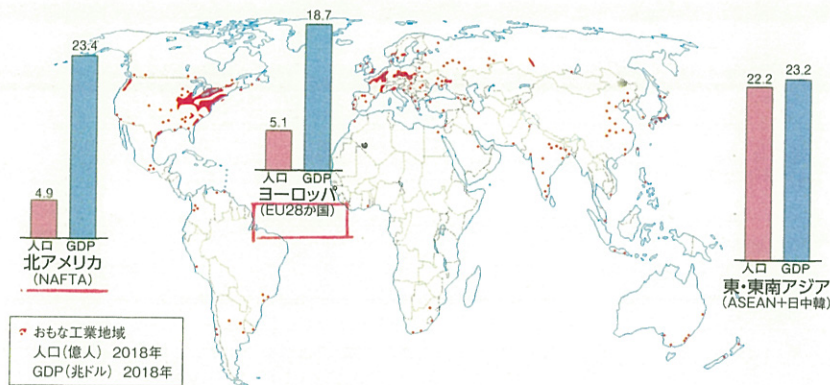 23.4
4.9
人口 GDP
北アメリカ
(NAFTA)
18.7
5.1
人口 GDP
ヨーロッパ
(EU28か国)
22.2 23.2
人口 GDP
東・東南アジア
(ASEAN+日中韓)
おもな工業地域
人口(億人) 2018年
GDP(兆ドル) 2018年